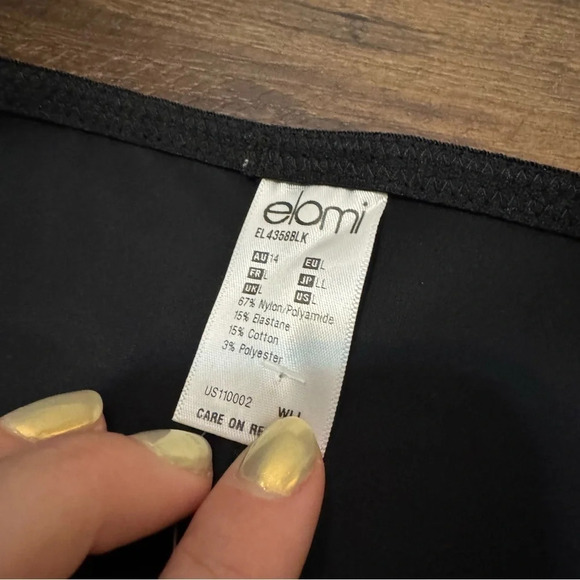 elomi
EL4358BLK
AU 14 EU L
FR L JP LL
UK L US L
67% Nylon/Polyamide
15% Elastane
15% Cotton
3% Polyester
US110002
CARE ON